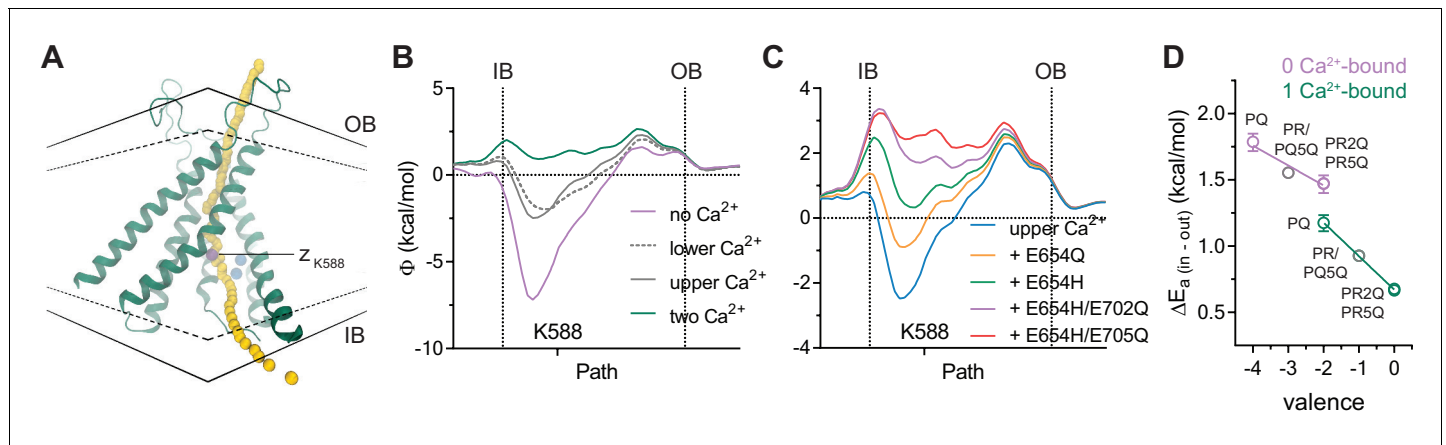 A
OB
z K588
IB
B
IB
OB
5
0
-5
-10
Φ (kcal/mol)
no Ca2+
lower Ca2+
upper Ca2+
two Ca2+
K588
Path
C
IB
OB
4
2
0
-2
-4
Φ (kcal/mol)
upper Ca2+
+ E654Q
+ E654H
+ E654H/E702Q
+ E654H/E705Q
K588
Path
D
0 Ca2+-bound
1 Ca2+-bound
2.0
1.5
1.0
0.5
ΔEa (in - out) (kcal/mol)
PQ
PR/
PQ5Q
PR2Q
PR5Q
PQ
PR/
PQ5Q
PR2Q
PR5Q
-4 -3 -2 -1 0
valence